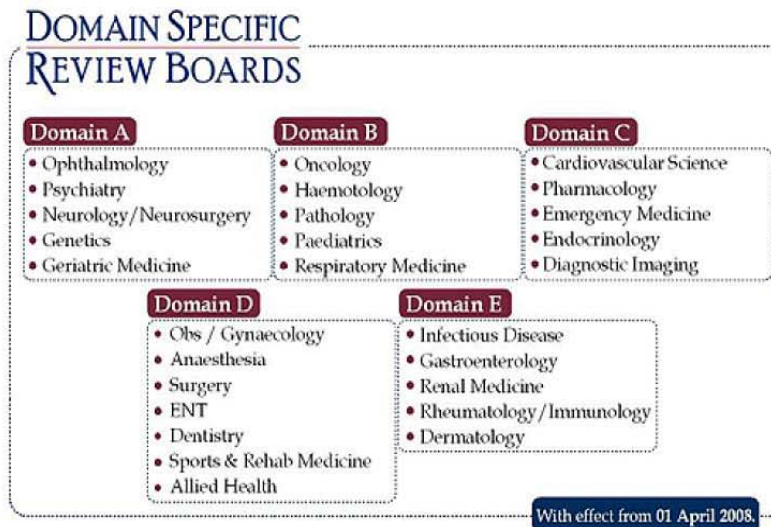 DOMAIN SPECIFIC
REVIEW BOARDS
Domain A
• Ophthalmology
• Psychiatry
• Neurology/Neurosurgery
• Genetics
• Geriatric Medicine
Domain B
• Oncology
• Haemotology
• Pathology
• Paediatrics
• Respiratory Medicine
Domain C
• Cardiovascular Science
• Pharmacology
• Emergency Medicine
• Endocrinology
• Diagnostic Imaging
Domain D
• Obs / Gynaecology
• Anaesthesia
• Surgery
• ENT
• Dentistry
• Sports & Rehab Medicine
• Allied Health
Domain E
• Infectious Disease
• Gastroenterology
• Renal Medicine
• Rheumatology/Immunology
• Dermatology
With effect from 01 April 2008.